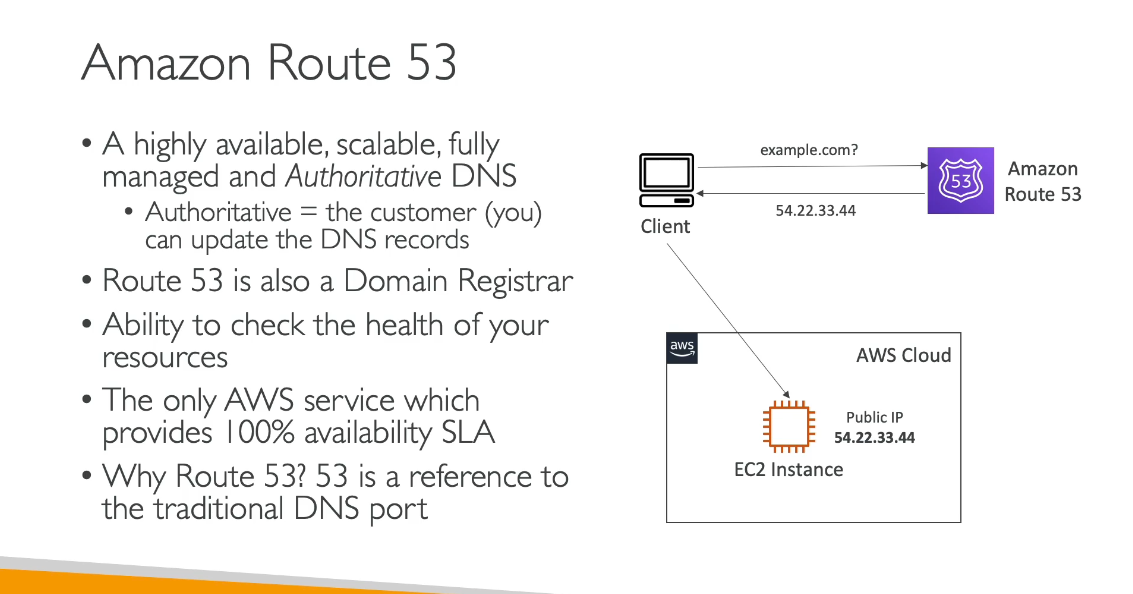 Amazon Route 53
• A highly available, scalable, fully
managed and Authoritative DNS
• Authoritative = the customer (you)
can update the DNS records
• Route 53 is also a Domain Registrar
• Ability to check the health of your
resources
• The only AWS service which
provides 100% availability SLA
• Why Route 53? 53 is a reference to
the traditional DNS port
example.com?
54.22.33.44
Client
53
Amazon
Route 53
aws
AWS Cloud
Public IP
54.22.33.44
EC2 Instance